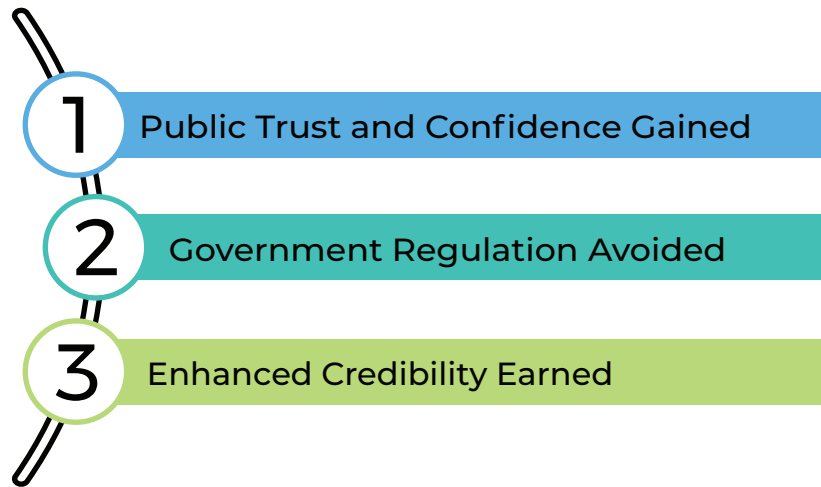 1 Public Trust and Confidence Gained
2 Government Regulation Avoided
3 Enhanced Credibility Earned